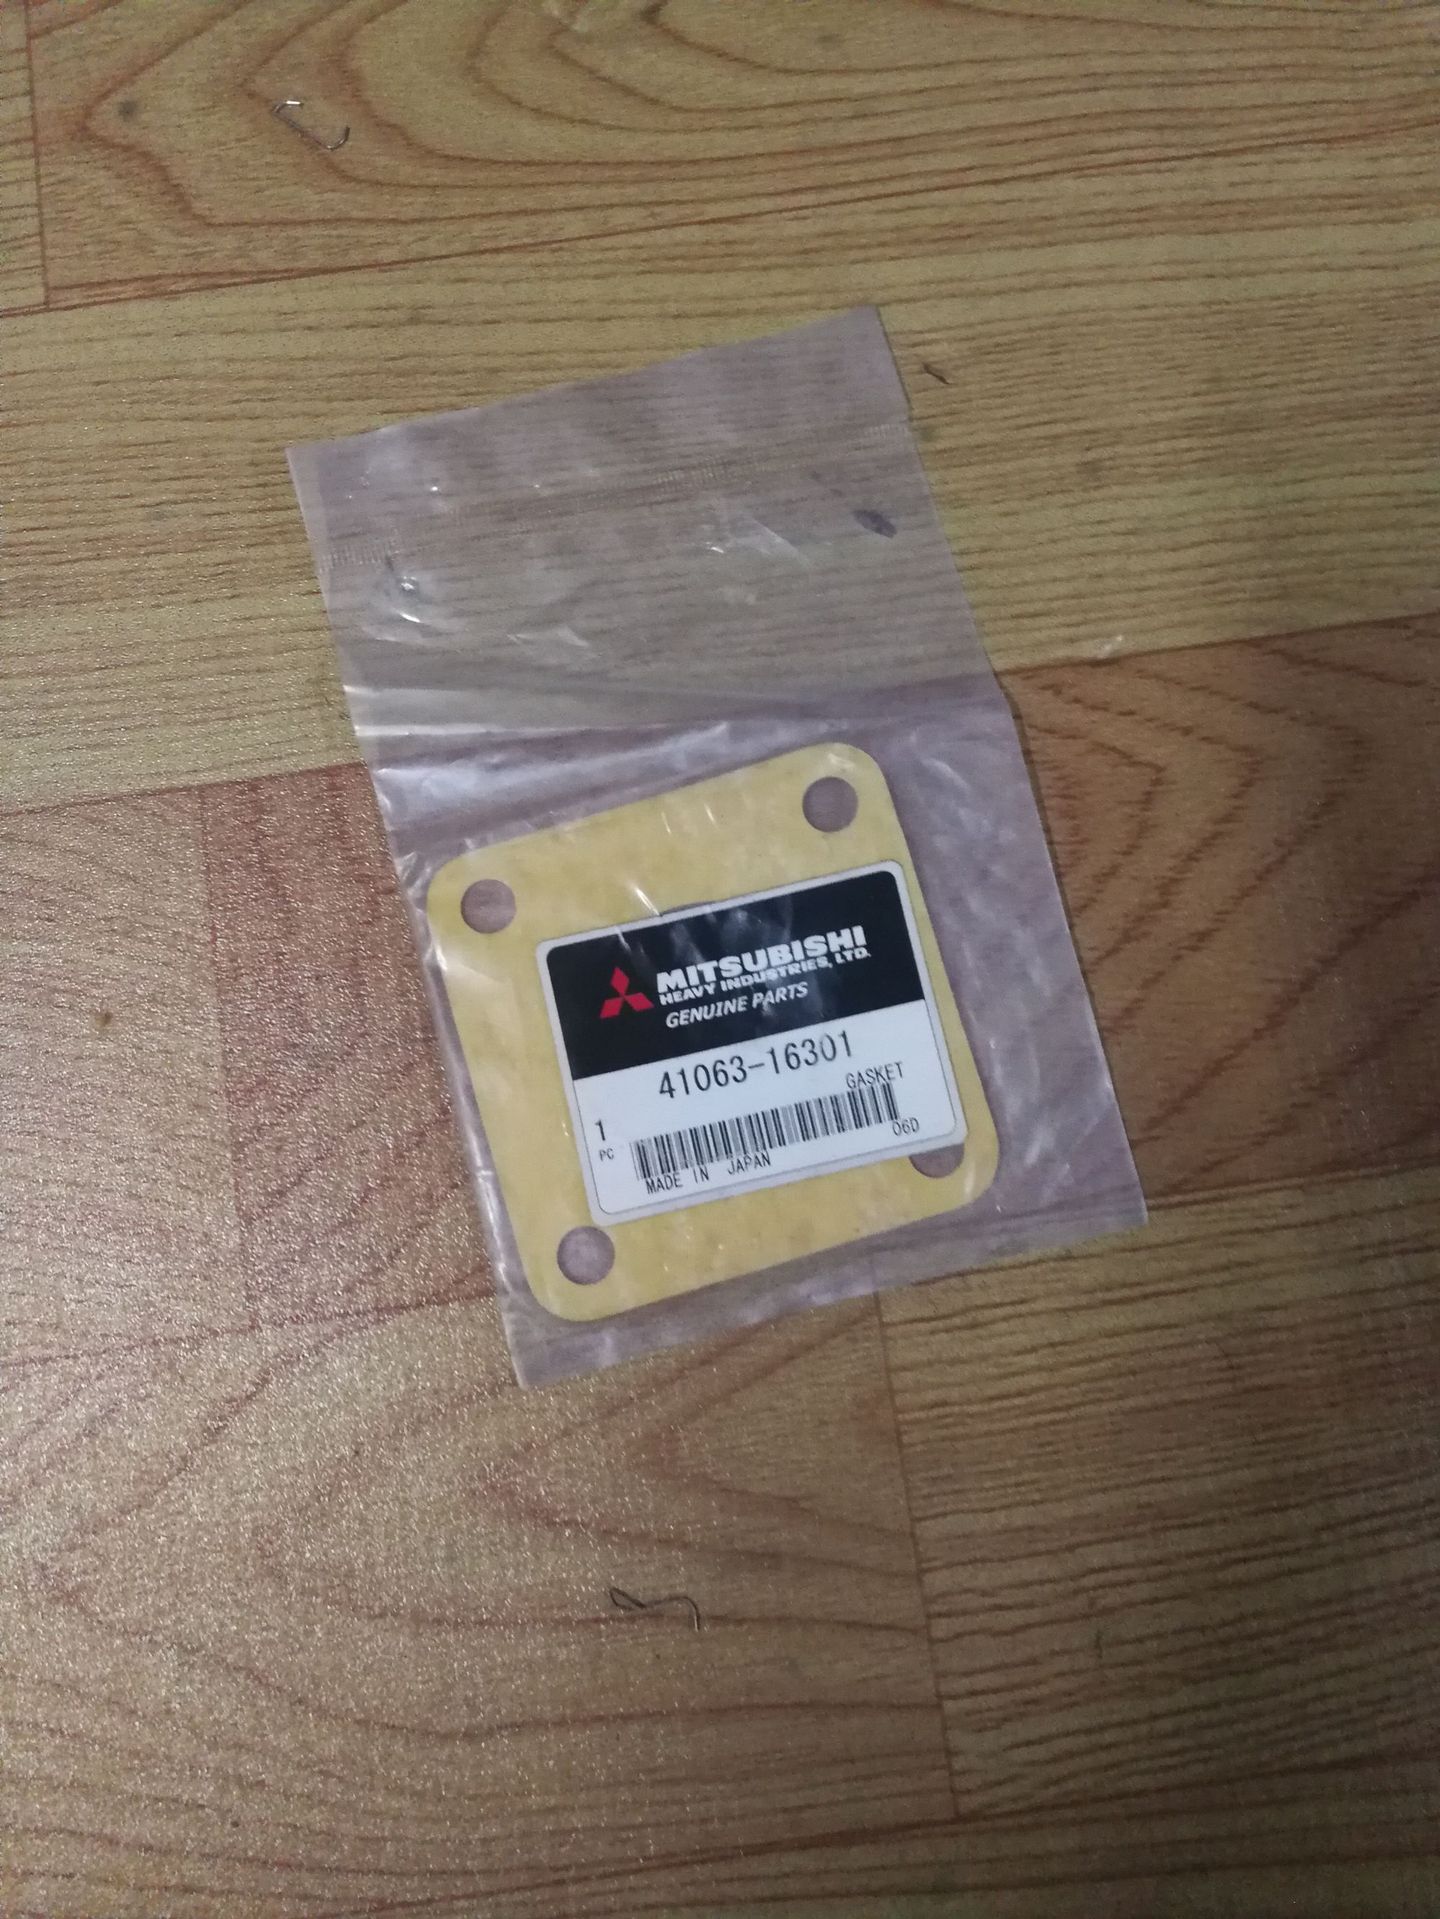 MITSUBISHI
HEAVY INDUSTRIES, LTD.
GENUINE PARTS
41063-16301
GASKET
1
PC
06D
MADE IN JAPAN